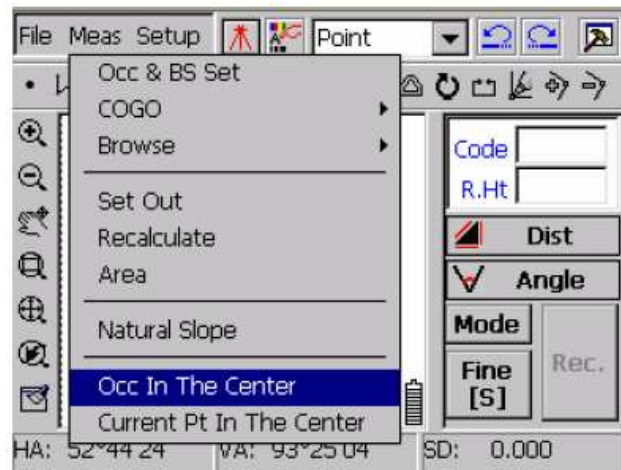 File Meas Setup Point
Occ & BS Set
COGO
Browse
Set Out
Recalculate
Area
Natural Slope
Occ In The Center
Current Pt In The Center
Code
R.Ht
Dist
Angle
Mode
Fine
[S]
Rec.
HA: 52°44 24 VA: 93°25 04 SD: 0.000